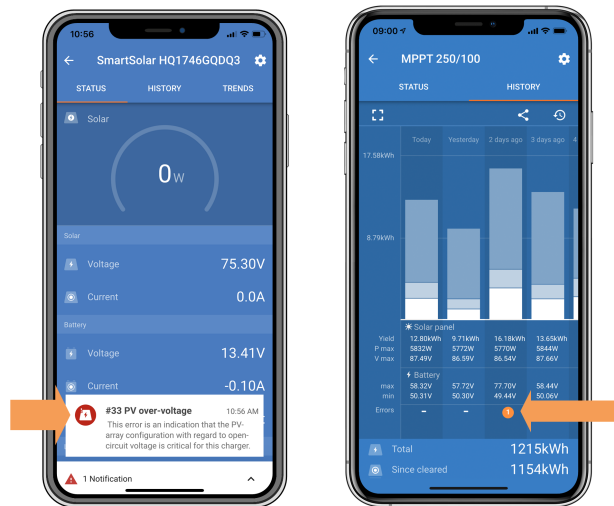 10:56
SmartSolar HQ1746GQDQ3
STATUS HISTORY TRENDS
Solar
0W
Solar
Voltage 75.30V
Current 0.0A
Battery
Voltage 13.41V
Current -0.10A
#33 PV over-voltage 10:56 AM
This error is an indication that the PV-
array configuration with regard to open-
circuit voltage is critical for this charger.
1 Notification
09:00
MPPT 250/100
STATUS HISTORY
Today Yesterday 2 days ago 3 days ago 4
17.58kWh
8.79kWh
Solar panel
Yield 12.80kWh 9.71kWh 16.18kWh 13.65kWh
P max 5832W 5772W 5770W 5844W
V max 87.49V 86.59V 86.54V 87.66V
Battery
max 58.32V 57.72V 77.70V 58.44V
min 50.31V 50.30V 49.44V 50.06V
Errors – – 1
Total 1215kWh
Since cleared 1154kWh